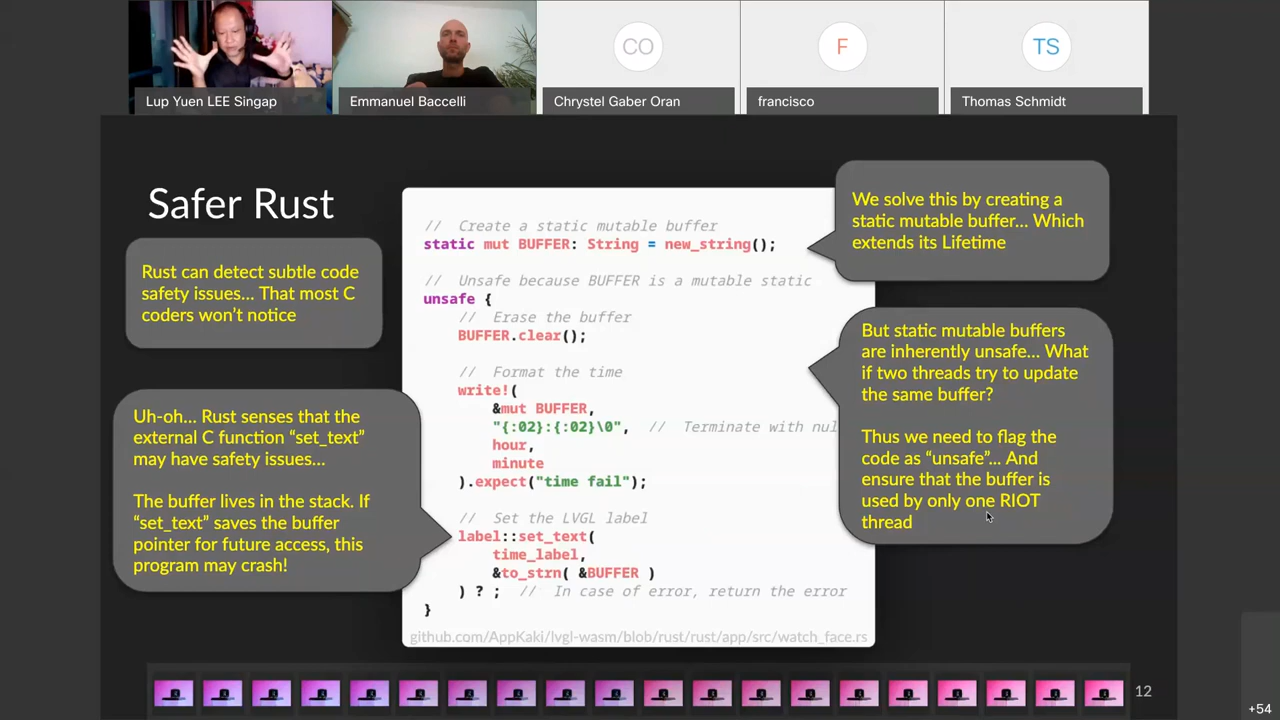 CO
F
TS
Lup Yuen LEE Singap
Emmanuel Baccelli
Chrystel Gaber Oran
francisco
Thomas Schmidt
Safer Rust
Rust can detect subtle code
safety issues... That most C
coders won't notice
Uh-oh... Rust senses that the
external C function "set_text"
may have safety issues...
The buffer lives in the stack. If
"set_text" saves the buffer
pointer for future access, this
program may crash!
// Create a static mutable buffer
static mut BUFFER: String = new_string();
// Unsafe because BUFFER is a mutable static
unsafe {
// Erase the buffer
BUFFER.clear();
// Format the time
write!(
&mut BUFFER,
"{:02}:{:02}\0", // Terminate with nul
hour,
minute
).expect("time fail");
// Set the LVGL label
label::set_text(
time_label,
&to_strn( &BUFFER )
) ? ; // In case of error, return the error
}
github.com/AppKaki/lvgl-wasm/blob/rust/rust/app/src/watch_face.rs
We solve this by creating a
static mutable buffer... Which
extends its Lifetime
But static mutable buffers
are inherently unsafe... What
if two threads try to update
the same buffer?
Thus we need to flag the
code as "unsafe"... And
ensure that the buffer is
used by only one RIOT
thread
12
+54